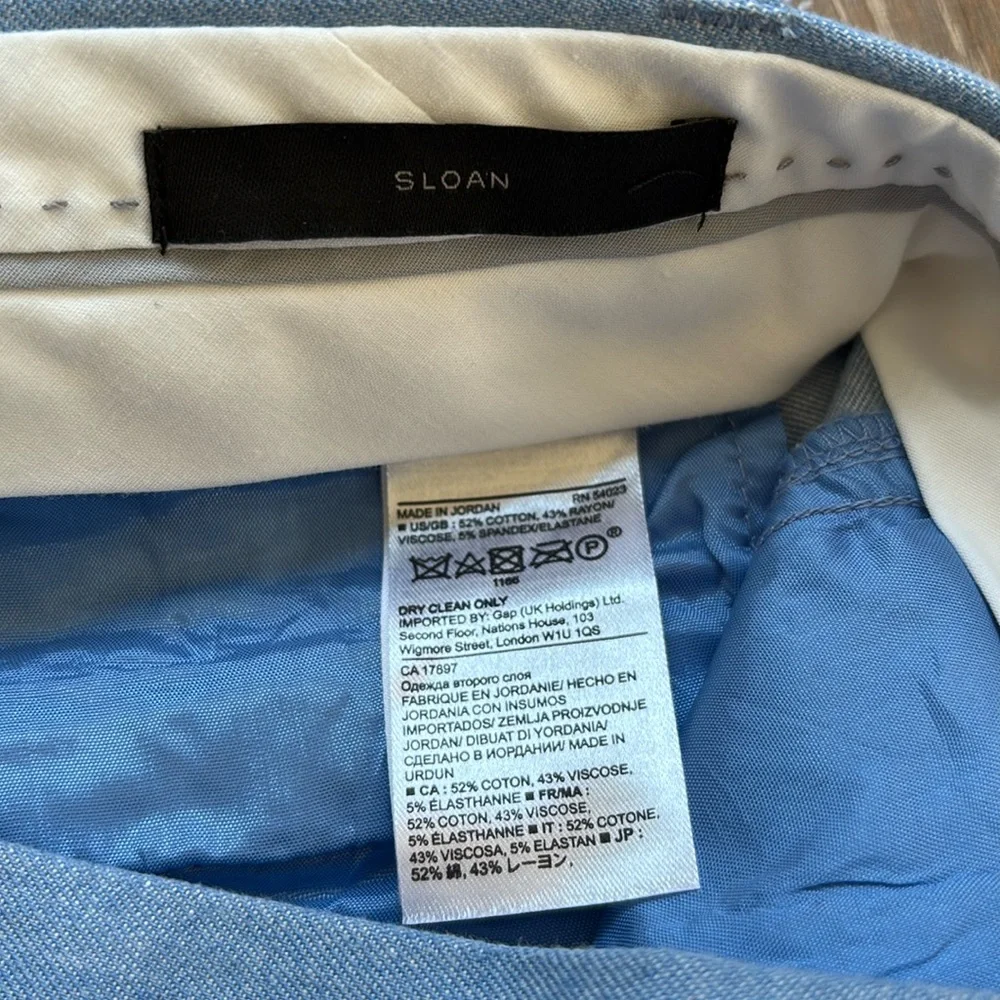 SLOAN
RN 54023
MADE IN JORDAN
■ US/GB : 52% COTTON, 43% RAYON/
VISCOSE, 5% SPANDEX/ELASTANE
P ®
1166
DRY CLEAN ONLY
IMPORTED BY: Gap (UK Holdings) Ltd.
Second Floor, Nations House, 103
Wigmore Street, London W1U 1QS
CA 17897
Одежда второго слоя
FABRIQUE EN JORDANIE/ HECHO EN
JORDANIA CON INSUMOS
IMPORTADOS/ ZEMLJA PROIZVODNJE
JORDAN/ DIBUAT DI YORDANIA/
СДЕЛАНО В ИОРДАНИИ/ MADE IN
URDUN
■ CA : 52% COTON, 43% VISCOSE,
5% ÉLASTHANNE ■ FR/MA :
52% COTON, 43% VISCOSE,
5% ÉLASTHANNE ■ IT : 52% COTONE,
43% VISCOSA, 5% ELASTAN ■ JP :
52% 綿, 43% レーヨン,